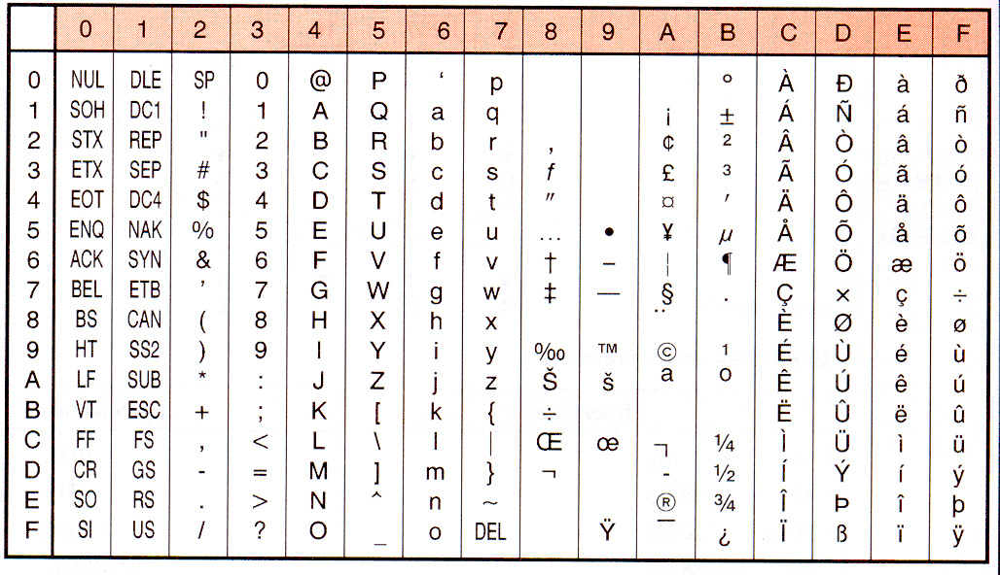 0 1 2 3 4 5 6 7 8 9 A B C D E F
0 NUL DLE SP 0 @ P ‘ p ° À Ð à ð
1 SOH DC1 ! 1 A Q a q ¡ ± Á Ñ á ñ
2 STX REP " 2 B R b r , ¢ 2 Â Ò â ò
3 ETX SEP # 3 C S c s f £ 3 Ã Ó ã ó
4 EOT DC4 $ 4 D T d t " ¤ ′ Ä Ô ä ô
5 ENQ NAK % 5 E U e u … • ¥ µ Å Õ å õ
6 ACK SYN & 6 F V f v † – ¦ ¶ Æ Ö æ ö
7 BEL ETB ’ 7 G W g w ‡ — § . Ç × ç ÷
8 BS CAN ( 8 H X h x ¨ È Ø è ø
9 HT SS2 ) 9 I Y i y ‰ ™ © 1 É Ù é ù
A LF SUB * : J Z j z Š š a o Ê Ú ê ú
B VT ESC + ; K [ k { ÷ Ë Û ë û
C FF FS , < L \ l | Œ œ ¬ ¼ Ì Ü ì ü
D CR GS - = M ] m } ¬ - ½ Í Ý í ý
E SO RS . > N ^ n ~ ® ¾ Î Þ î þ
F SI US / ? O _ o DEL Ÿ ¯ ¿ Ï ß ï ÿ